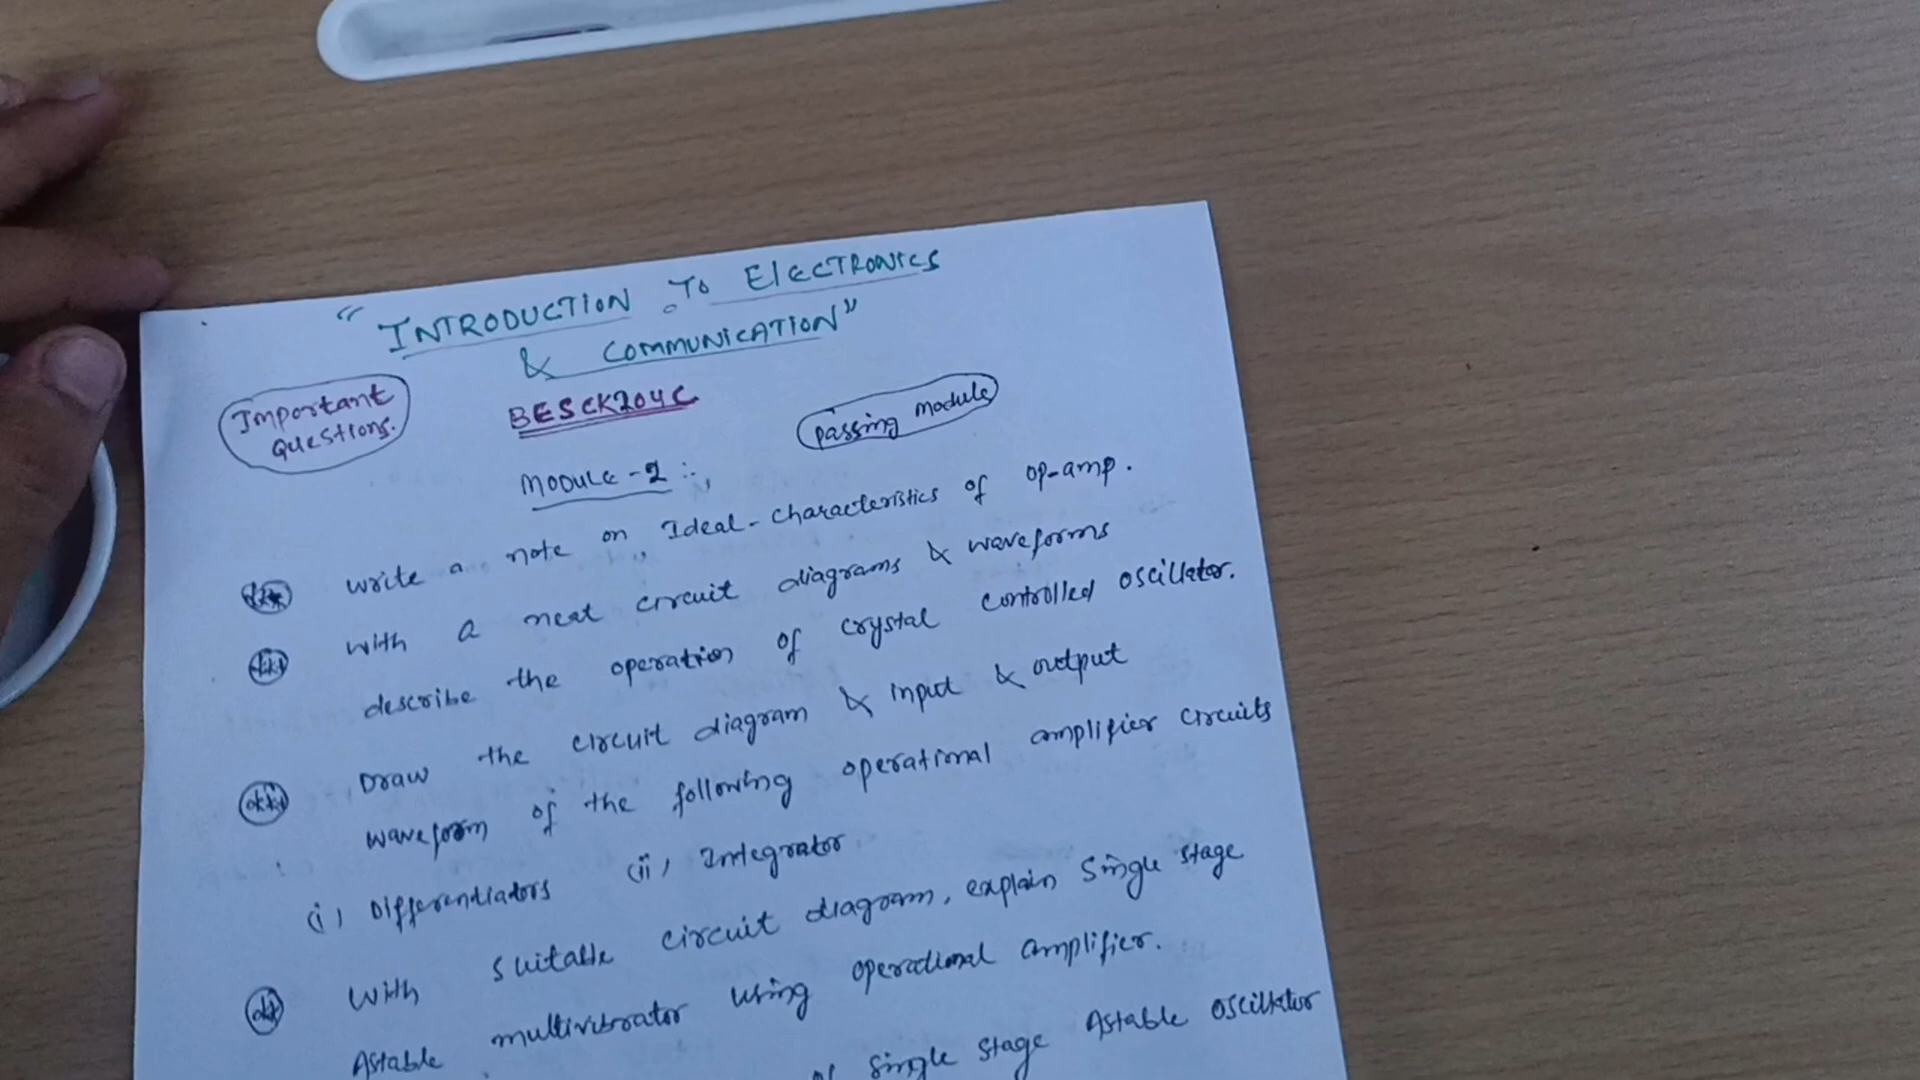 "INTRODUCTION TO ELECTRONICS
& COMMUNICATION"
Important Questions.
BESCK204C
passing module
MODULE-2 :-
write a note on Ideal-characteristics of op-amp.
with a neat circuit diagrams & waveforms
describe the operation of crystal controlled oscillator.
Draw the circuit diagram & input & output
waveform of the following operational amplifier circuits
(i) Differentiators (ii) Integrator
with suitable circuit diagram, explain single stage
Astable multivibrator using operational amplifier.
of single stage Astable oscillator